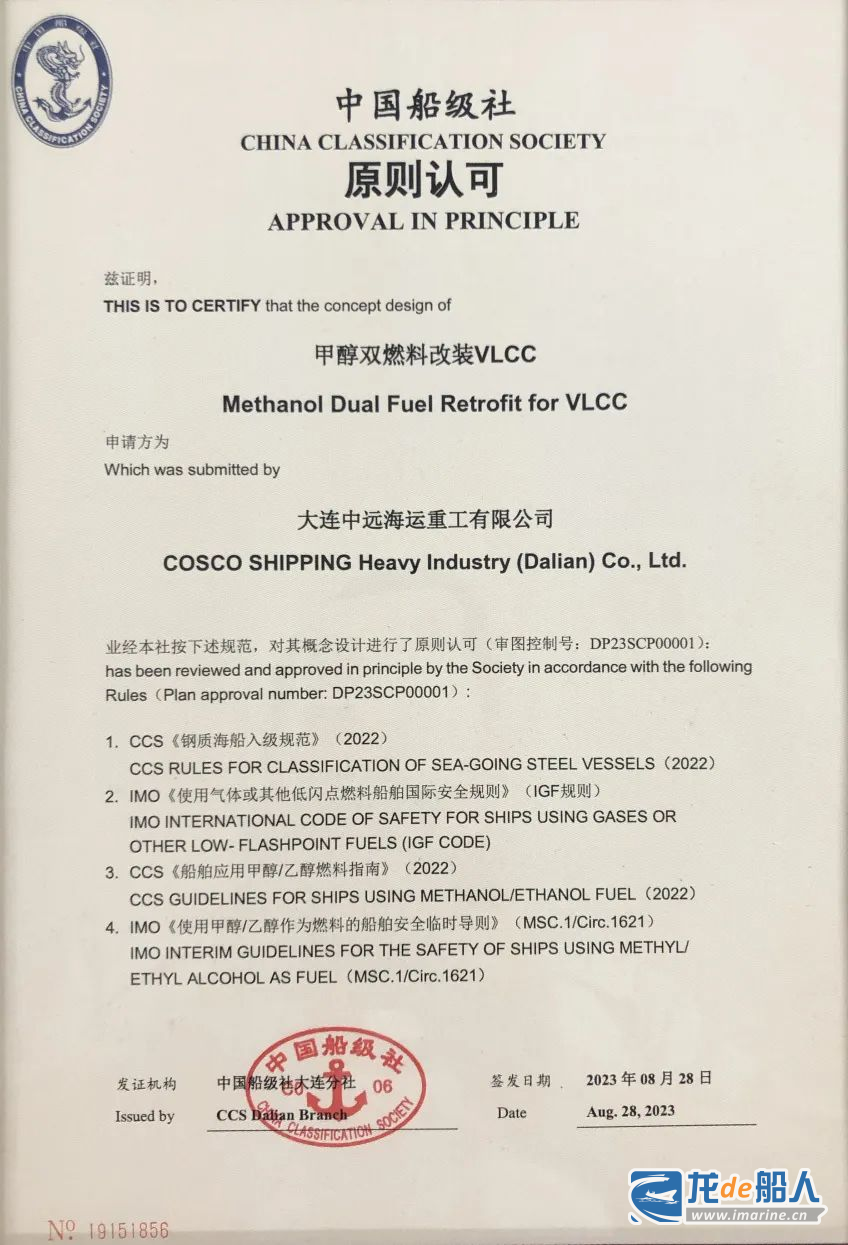 CHINA CLASSIFICATION SOCIETY
中国船级社
CHINA CLASSIFICATION SOCIETY
原则认可
APPROVAL IN PRINCIPLE
兹证明，
THIS IS TO CERTIFY that the concept design of
甲醇双燃料改装VLCC
Methanol Dual Fuel Retrofit for VLCC
申请方为
Which was submitted by
大连中远海运重工有限公司
COSCO SHIPPING Heavy Industry (Dalian) Co., Ltd.
业经本社按下述规范，对其概念设计进行了原则认可（审图控制号：DP23SCP00001）：
has been reviewed and approved in principle by the Society in accordance with the following
Rules（Plan approval number: DP23SCP00001）:
1. CCS《钢质海船入级规范》（2022）
CCS RULES FOR CLASSIFICATION OF SEA-GOING STEEL VESSELS（2022）
2. IMO《使用气体或其他低闪点燃料船舶国际安全规则》（IGF规则）
IMO INTERNATIONAL CODE OF SAFETY FOR SHIPS USING GASES OR
OTHER LOW- FLASHPOINT FUELS (IGF CODE)
3. CCS《船舶应用甲醇/乙醇燃料指南》（2022）
CCS GUIDELINES FOR SHIPS USING METHANOL/ETHANOL FUEL（2022）
4. IMO《使用甲醇/乙醇作为燃料的船舶安全临时导则》（MSC.1/Circ.1621）
IMO INTERIM GUIDELINES FOR THE SAFETY OF SHIPS USING METHYL/
ETHYL ALCOHOL AS FUEL（MSC.1/Circ.1621）
中国船级社
06
CHINA CLASSIFICATION SOCIETY
发证机构 中国船级社大连分社 签发日期 2023 年 08 月 28 日
Issued by CCS Dalian Branch Date Aug. 28, 2023
№ 19151856
龙de船人
www.imarine.cn